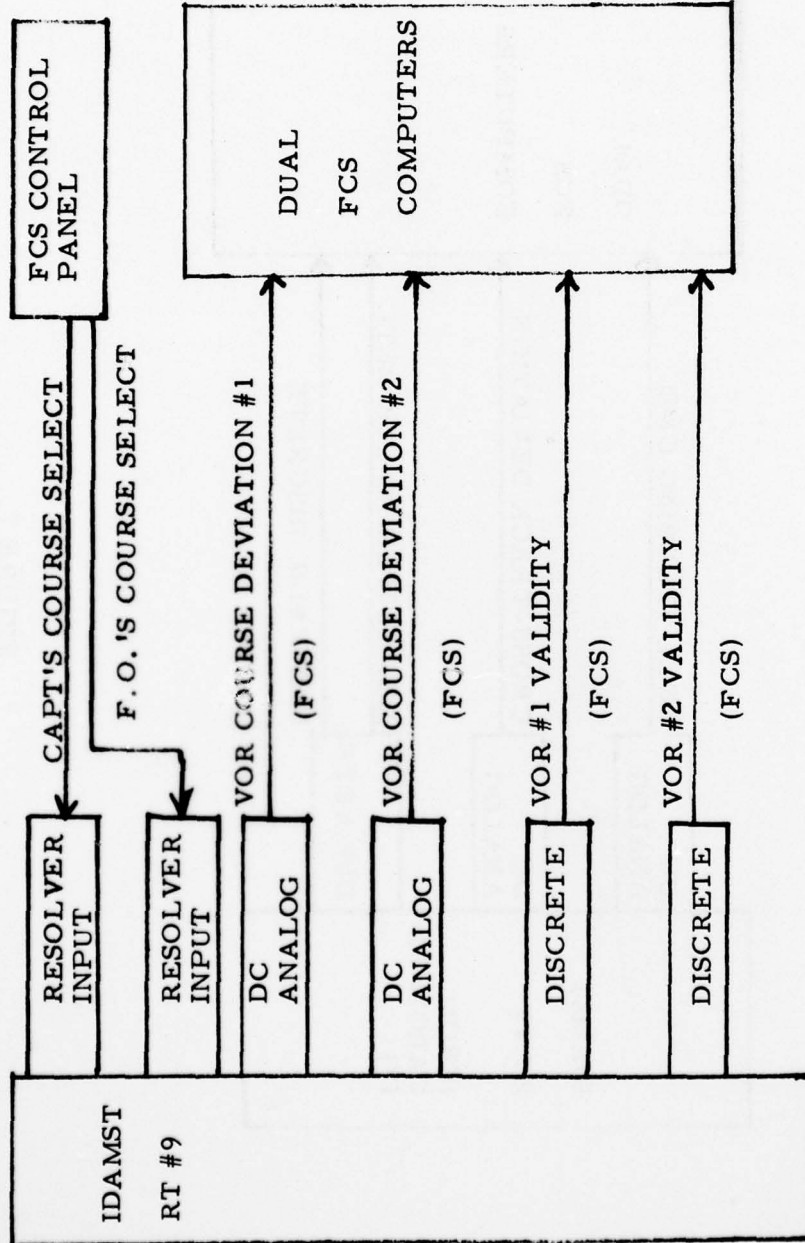 IDAMST
RT #9
RESOLVER
INPUT
RESOLVER
INPUT
DC
ANALOG
DC
ANALOG
DISCRETE
DISCRETE
CAPT'S COURSE SELECT
F.O.'S COURSE SELECT
VOR COURSE DEVIATION #1
(FCS)
VOR COURSE DEVIATION #2
(FCS)
VOR #1 VALIDITY
(FCS)
VOR #2 VALIDITY
(FCS)
FCS CONTROL
PANEL
DUAL
FCS
COMPUTERS